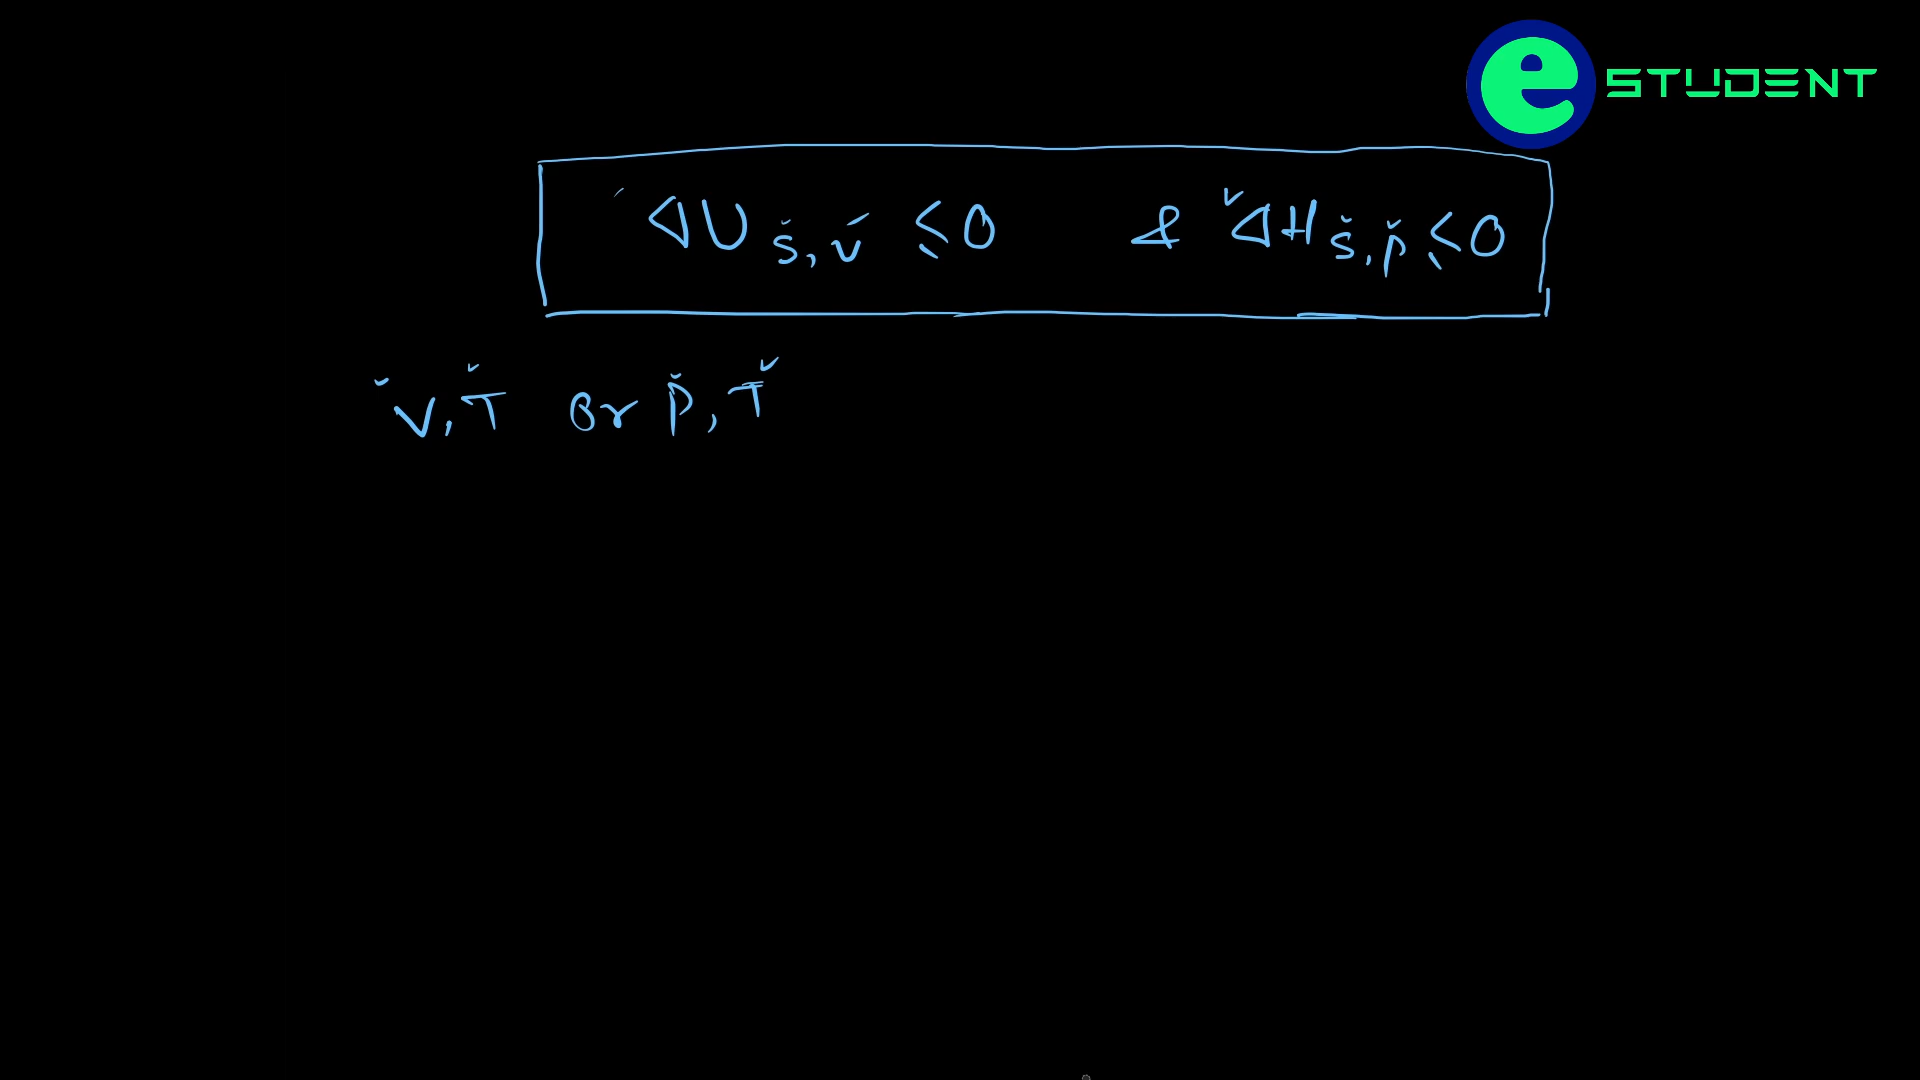 e STUDENT
ΔU S,V ≤ 0 & ΔH S,P ≤ 0
V,T or P,T